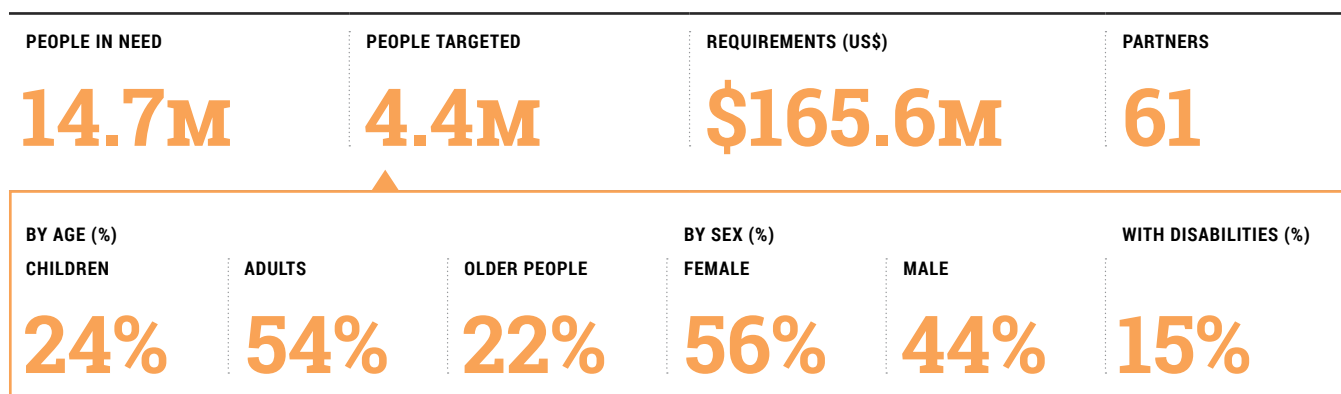 PEOPLE IN NEED PEOPLE TARGETED REQUIREMENTS (US$) PARTNERS
14.7M 4.4M $165.6M 61
BY AGE (%) BY SEX (%) WITH DISABILITIES (%)
CHILDREN ADULTS OLDER PEOPLE FEMALE MALE
24% 54% 22% 56% 44% 15%